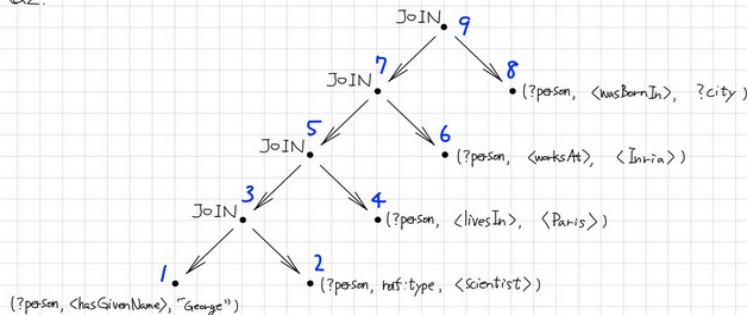 JOIN 9
7
JOIN
8
(?person, <wasBornIn>, ?city)
5
JOIN
6
(?person, <worksAt>, <Inria>)
3
JOIN
4
(?person, <livesIn>, <Paris>)
1
2
(?person, rdf:type, <Scientist>)
(?person, <hasGivenName>, "George")